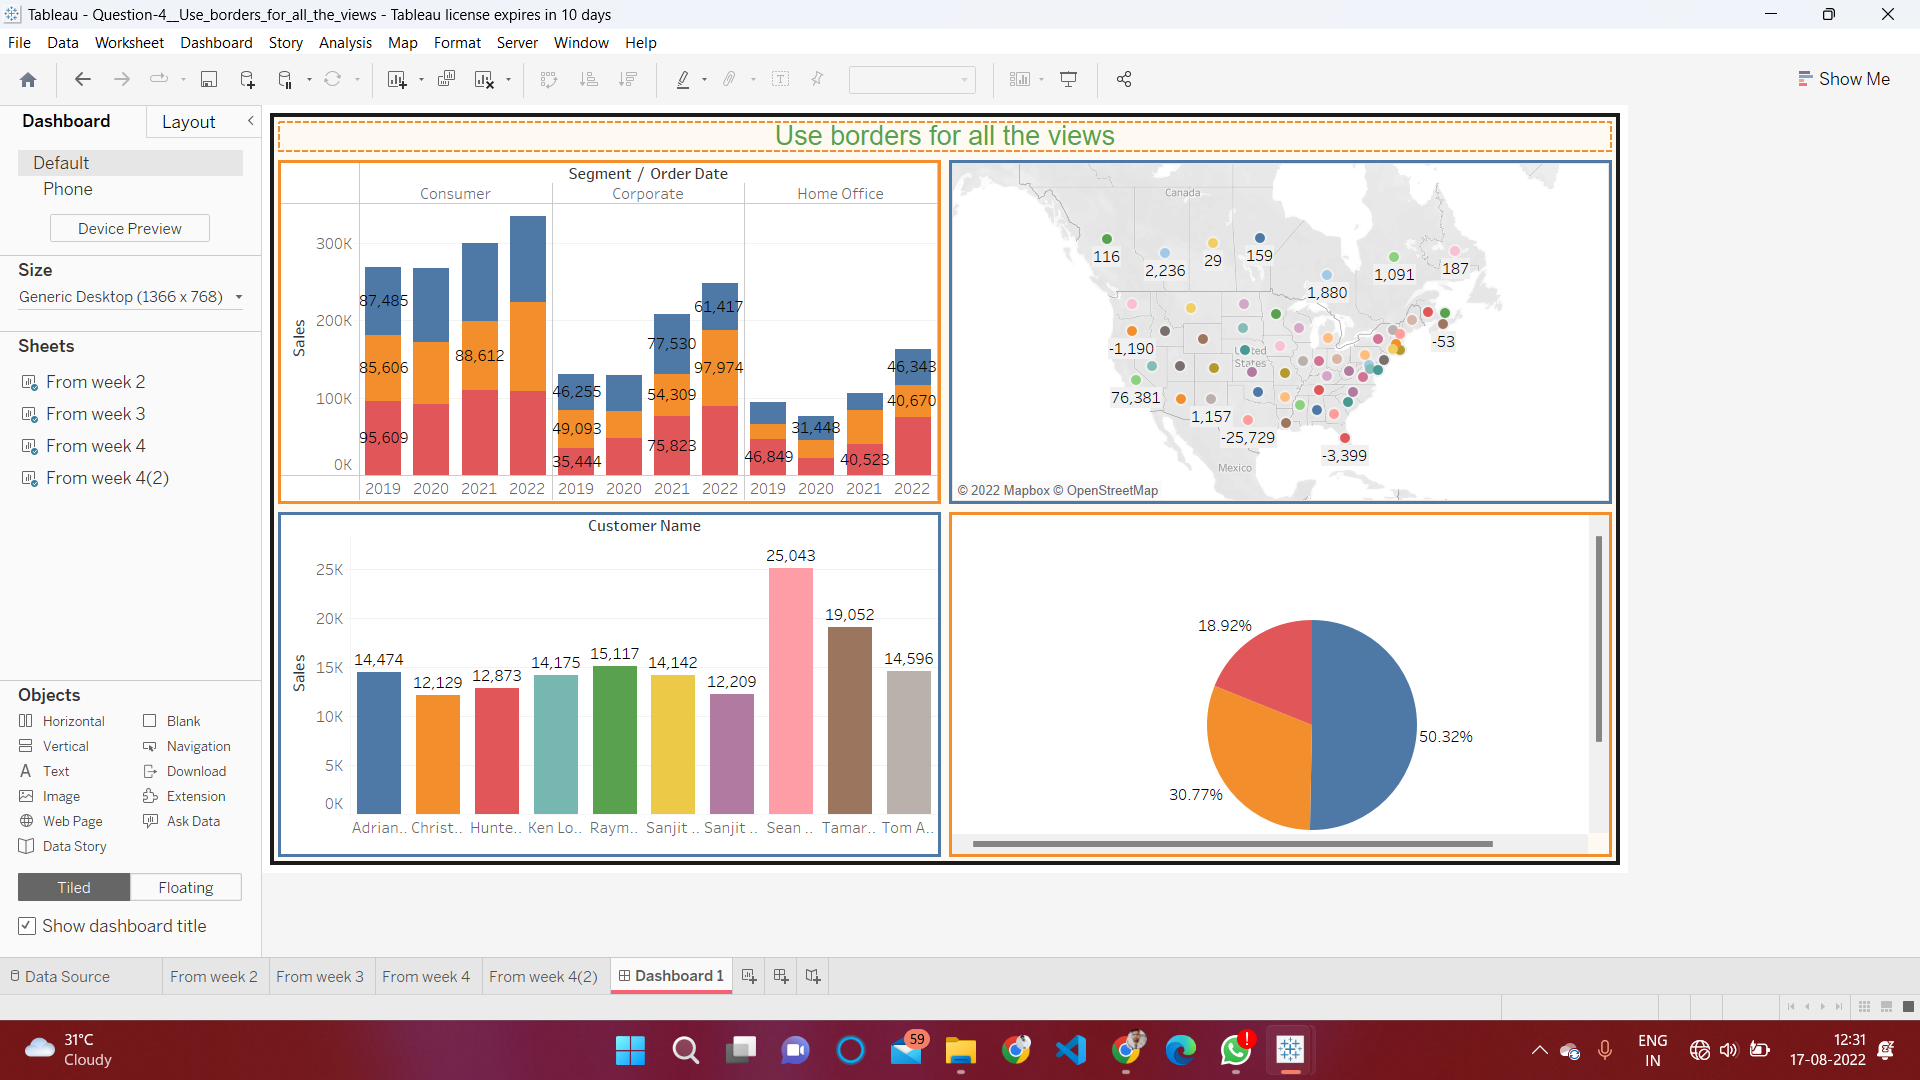 Tableau - Question-4__Use_borders_for_all_the_views - Tableau license expires in 10 days
File Data Worksheet Dashboard Story Analysis Map Format Server Window Help
Show Me
Dashboard Layout
Default
Phone
Device Preview
Size
Generic Desktop (1366 x 768)
Sheets
From week 2
From week 3
From week 4
From week 4(2)
Objects
Horizontal Blank
Vertical Navigation
Text Download
Image Extension
Web Page Ask Data
Data Story
Tiled Floating
Show dashboard title
Use borders for all the views
Segment / Order Date
Consumer Corporate Home Office
Sales
300K
200K
100K
0K
87,485
85,606
95,609
88,612
46,255
49,093
35,444
77,530
54,309
75,823
61,417
97,974
46,849
31,448
40,523
46,343
40,670
2019 2020 2021 2022 2019 2020 2021 2022 2019 2020 2021 2022
Canada
116
2,236
29
159
1,880
1,091
187
-53
-1,190
United States
76,381
1,157
-25,729
-3,399
Mexico
© 2022 Mapbox © OpenStreetMap
Customer Name
Sales
25K
20K
15K
10K
5K
0K
14,474
12,129
12,873
14,175
15,117
14,142
12,209
25,043
19,052
14,596
Adrian.. Christ.. Hunte.. Ken Lo.. Raym.. Sanjit .. Sanjit .. Sean .. Tamar.. Tom A..
18.92%
50.32%
30.77%
Data Source From week 2 From week 3 From week 4 From week 4(2) Dashboard 1
31°C
Cloudy
59
ENG
IN
12:31
17-08-2022